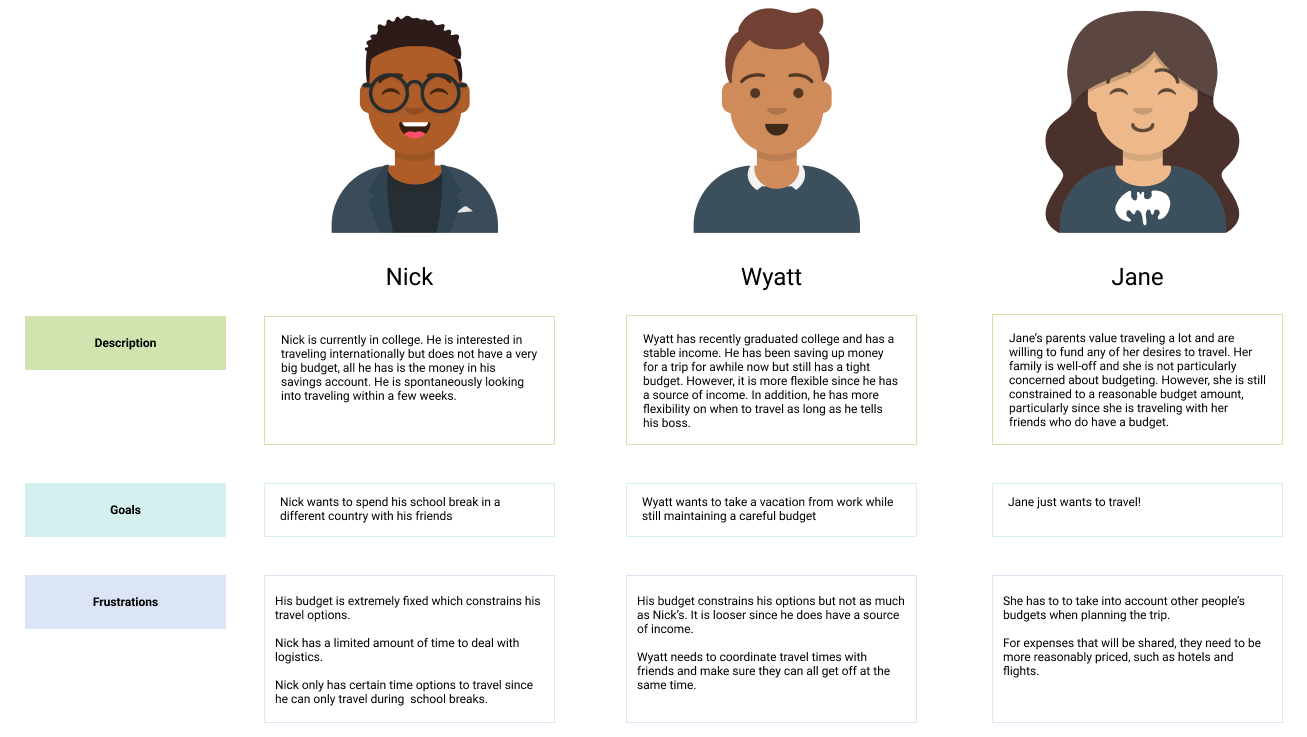 Nick
Wyatt
Jane
Description
Nick is currently in college. He is interested in
traveling internationally but does not have a very
big budget, all he has is the money in his
savings account. He is spontaneously looking
into traveling within a few weeks.
Wyatt has recently graduated college and has a
stable income. He has been saving up money
for a trip for awhile now but still has a tight
budget. However, it is more flexible since he has
a source of income. In addition, he has more
flexibility on when to travel as long as he tells
his boss.
Jane's parents value traveling a lot and are
willing to fund any of her desires to travel. Her
family is well-off and she is not particularly
concerned about budgeting. However, she is still
constrained to a reasonable budget amount,
particularly since she is traveling with her
friends who do have a budget.
Goals
Nick wants to spend his school break in a
different country with his friends
Wyatt wants to take a vacation from work while
still maintaining a careful budget
Jane just wants to travel!
Frustrations
His budget is extremely fixed which constrains his
travel options.
Nick has a limited amount of time to deal with
logistics.
Nick only has certain time options to travel since
he can only travel during  school breaks.
His budget constrains his options but not as much
as Nick's. It is looser since he does have a source
of income.
Wyatt needs to coordinate travel times with
friends and make sure they can all get off at the
same time.
She has to to take into account other people's
budgets when planning the trip.
For expenses that will be shared, they need to be
more reasonably priced, such as hotels and
flights.